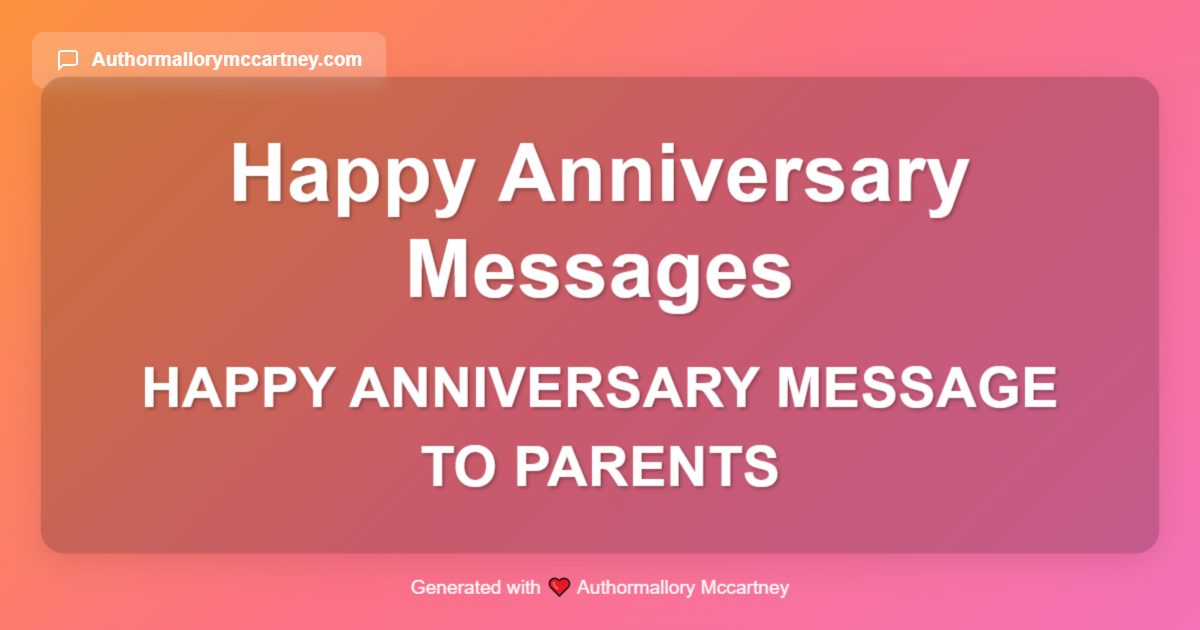 Authormallorymccartney.com
Happy Anniversary
Messages
HAPPY ANNIVERSARY MESSAGE
TO PARENTS
Generated with ❤️ Authormallory Mccartney